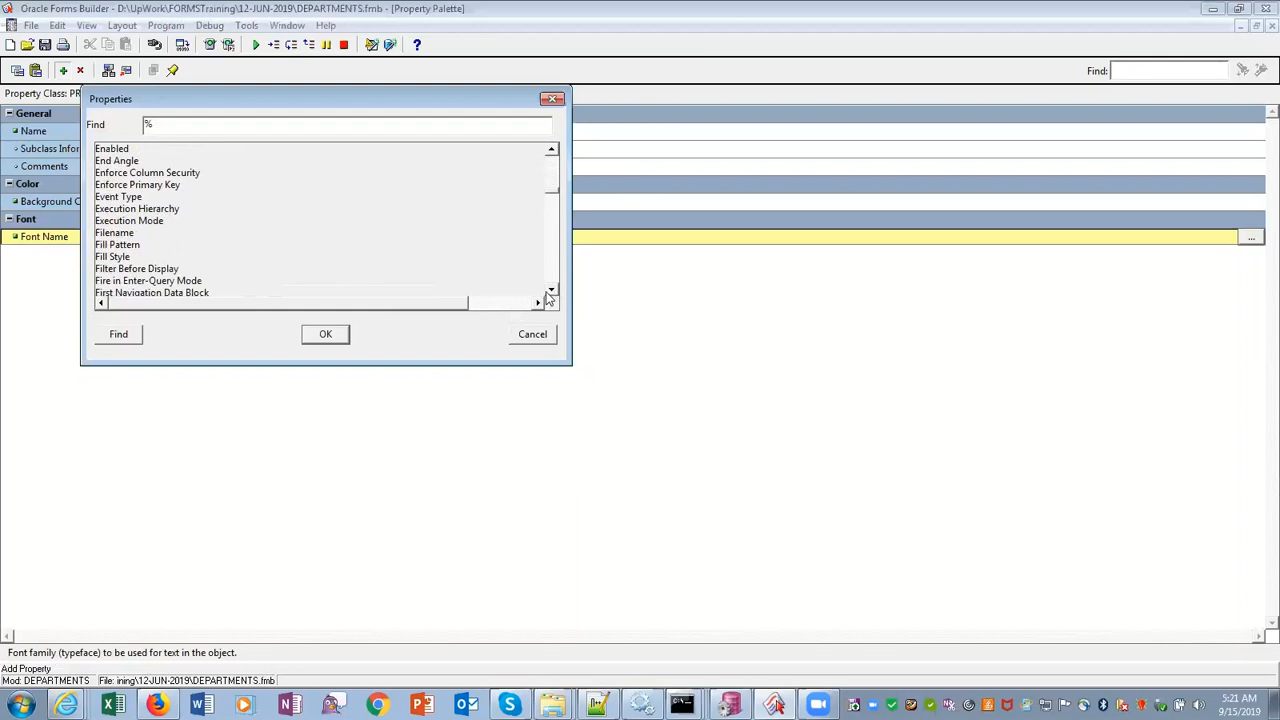 Oracle Forms Builder - D:\UpWork\FORMSTraining\12-JUN-2019\DEPARTMENTS.fmb - [Property Palette]
File Edit View Layout Program Debug Tools Window Help
Find:
Property Class: PR
General
Name
Subclass Infor
Comments
Color
Background C
Font
Font Name
...
Properties
Find %
Enabled
End Angle
Enforce Column Security
Enforce Primary Key
Event Type
Execution Hierarchy
Execution Mode
Filename
Fill Pattern
Fill Style
Filter Before Display
Fire in Enter-Query Mode
First Navigation Data Block
Find OK Cancel
Font family (typeface) to be used for text in the object.
Add Property
Mod: DEPARTMENTS File: ining\12-JUN-2019\DEPARTMENTS.fmb
5:21 AM
9/15/2019